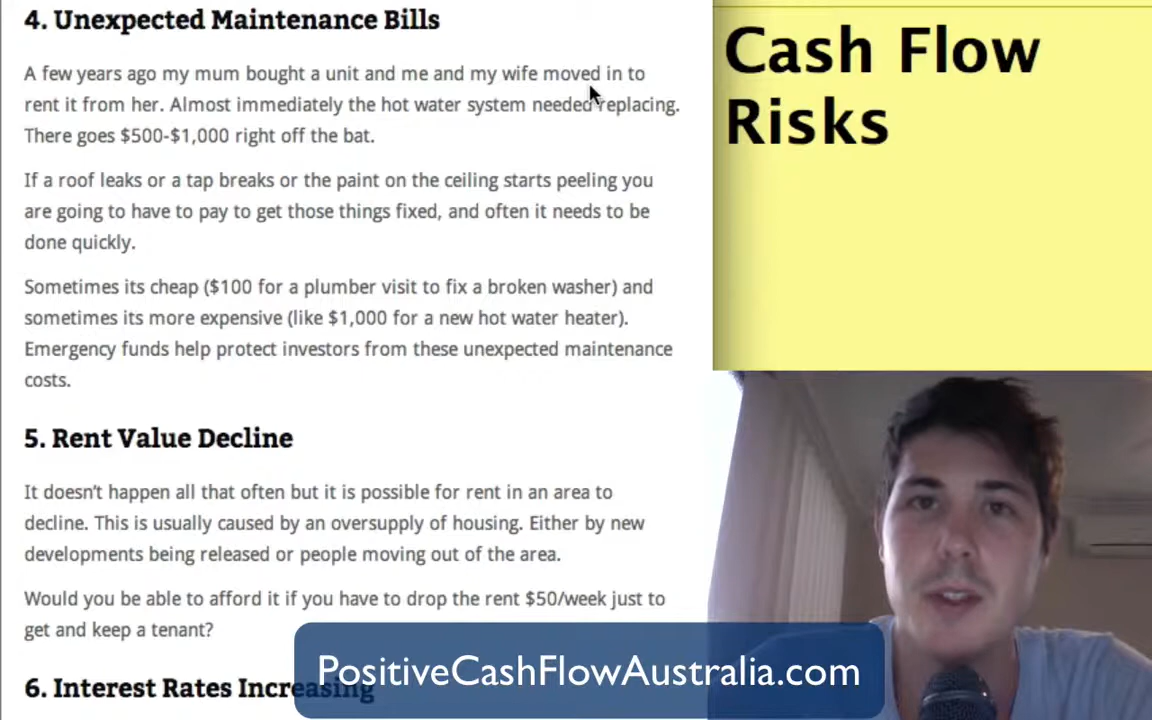 4. Unexpected Maintenance Bills
A few years ago my mum bought a unit and me and my wife moved in to
rent it from her. Almost immediately the hot water system needed replacing.
There goes $500-$1,000 right off the bat.
If a roof leaks or a tap breaks or the paint on the ceiling starts peeling you
are going to have to pay to get those things fixed, and often it needs to be
done quickly.
Sometimes its cheap ($100 for a plumber visit to fix a broken washer) and
sometimes its more expensive (like $1,000 for a new hot water heater).
Emergency funds help protect investors from these unexpected maintenance
costs.
5. Rent Value Decline
It doesn't happen all that often but it is possible for rent in an area to
decline. This is usually caused by an oversupply of housing. Either by new
developments being released or people moving out of the area.
Would you be able to afford it if you have to drop the rent $50/week just to
get and keep a tenant?
6. Interest Rates Increasing
Cash Flow
Risks
PositiveCashFlowAustralia.com